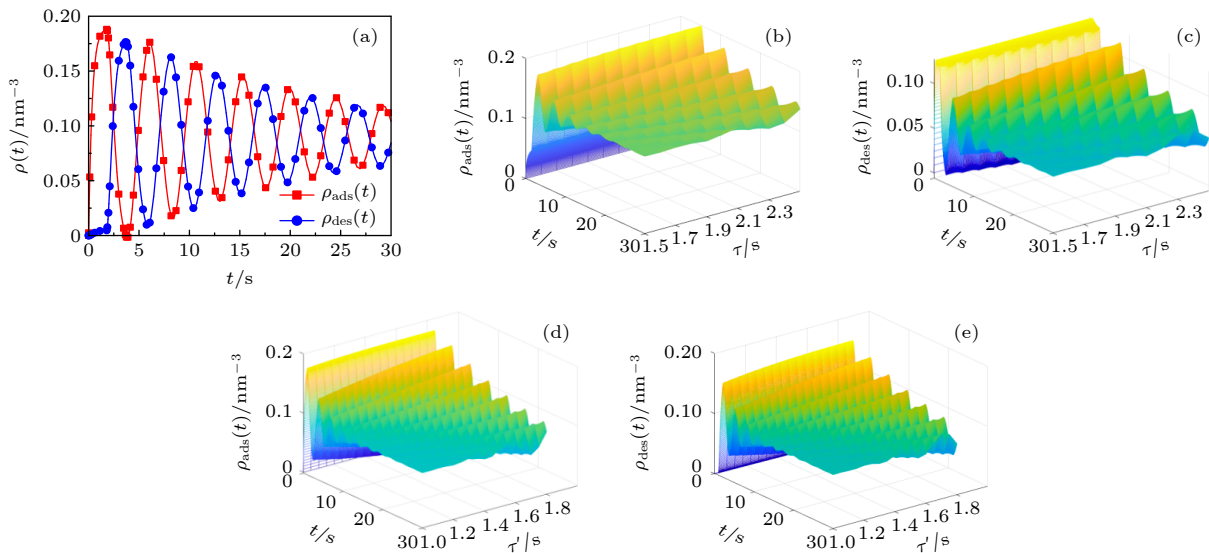 (a)
ρ(t)/nm⁻³
0.20
0.15
0.10
0.05
0
0 5 10 15 20 25 30
t/s
ρads(t)
ρdes(t)
(b)
ρads(t)/nm⁻³
0.2
0.1
0
10
20
30
t/s
1.5 1.7 1.9 2.1 2.3
τ/s
(c)
ρdes(t)/nm⁻³
0.10
0.05
0
0
10
20
30
t/s
1.5 1.7 1.9 2.1 2.3
τ/s
(d)
ρads(t)/nm⁻³
0.2
0.1
0
0
10
20
30
t/s
1.0 1.2 1.4 1.6 1.8
τ'/s
(e)
ρdes(t)/nm⁻³
0.20
0.10
0
0
10
20
30
t/s
1.0 1.2 1.4 1.6 1.8
τ'/s